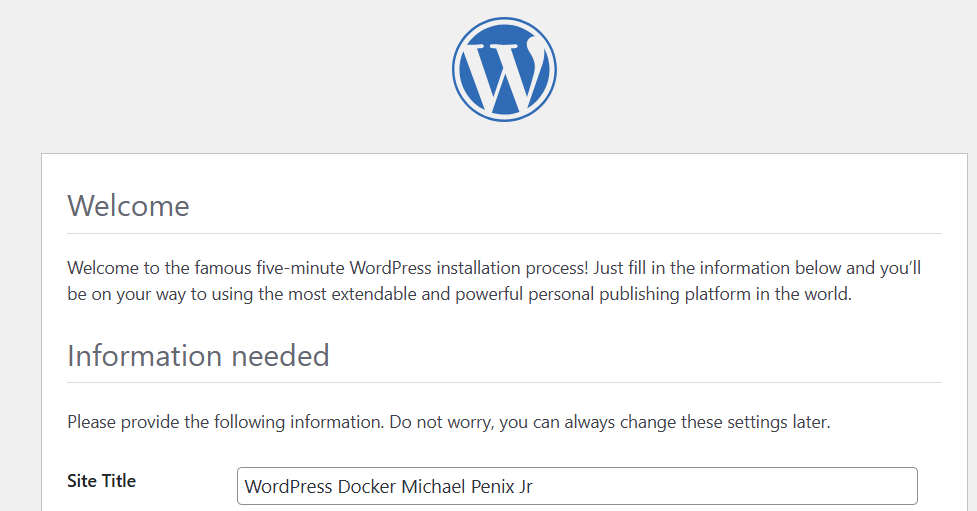 Welcome
Welcome to the famous five-minute WordPress installation process! Just fill in the information below and you’ll
be on your way to using the most extendable and powerful personal publishing platform in the world.
Information needed
Please provide the following information. Do not worry, you can always change these settings later.
Site Title
WordPress Docker Michael Penix Jr